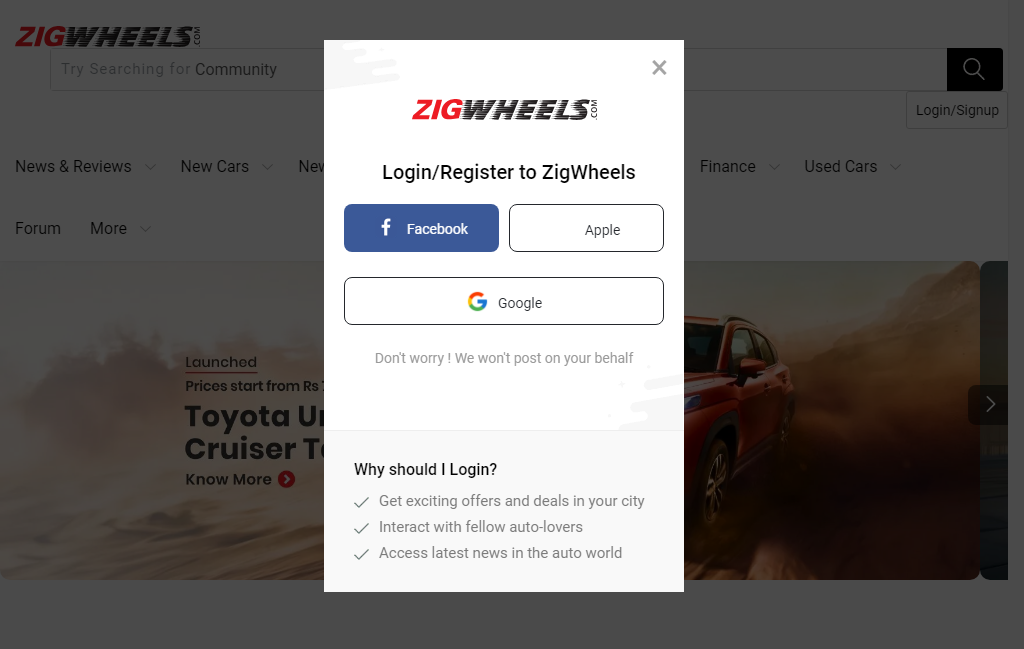 ZIGWHEELS.COM
Try Searching for Community
Login/Signup
News & Reviews
New Cars
New
Finance
Used Cars
Forum
More
Launched
Prices start from Rs
Toyota
Cruiser
Know More
ZIGWHEELS.COM
Login/Register to ZigWheels
Facebook
Apple
Google
Don't worry ! We won't post on your behalf
Why should I Login?
Get exciting offers and deals in your city
Interact with fellow auto-lovers
Access latest news in the auto world